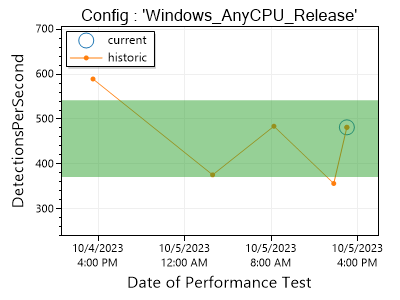 Config : 'Windows_AnyCPU_Release'
700
600
500
400
300
DetectionsPerSecond
current
historic
10/4/2023
4:00 PM
10/5/2023
12:00 AM
10/5/2023
8:00 AM
10/5/2023
4:00 PM
Date of Performance Test